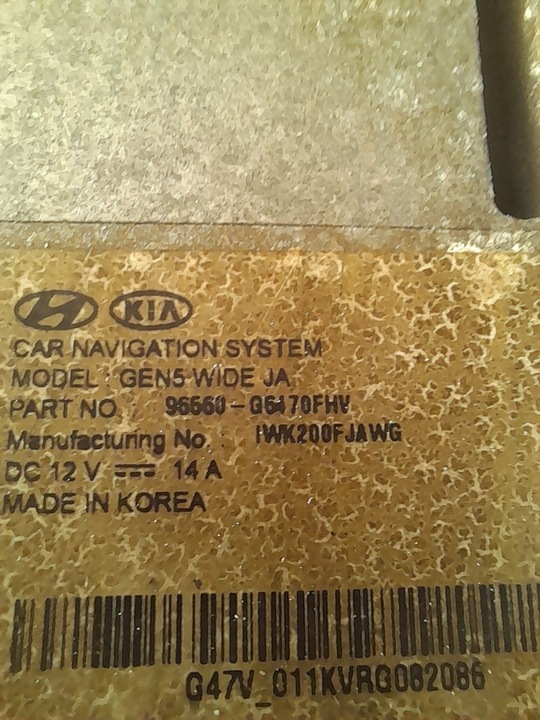 KIA
CAR NAVIGATION SYSTEM
MODEL : GEN5 WIDE JA
PART NO. : 96560-G6470FHV
Manufacturing No. : IWK200FJAWG
DC 12 V ⎓ 14 A
MADE IN KOREA
G47V_011KVRG082086